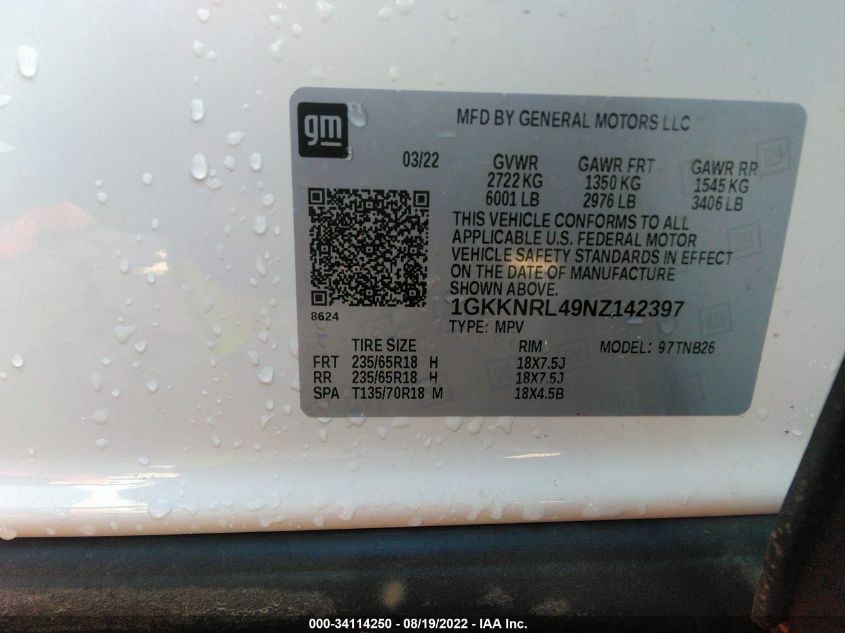 gm
MFD BY GENERAL MOTORS LLC
03/22 GVWR GAWR FRT GAWR RR
2722 KG 1350 KG 1545 KG
6001 LB 2976 LB 3406 LB
THIS VEHICLE CONFORMS TO ALL
APPLICABLE U.S. FEDERAL MOTOR
VEHICLE SAFETY STANDARDS IN EFFECT
ON THE DATE OF MANUFACTURE
SHOWN ABOVE.
1GKKNRL49NZ142397
8624
TYPE: MPV
TIRE SIZE RIM MODEL: 97TNB26
FRT 235/65R18 H 18X7.5J
RR 235/65R18 H 18X7.5J
SPA T135/70R18 M 18X4.5B
000-34114250 - 08/19/2022 - IAA Inc.